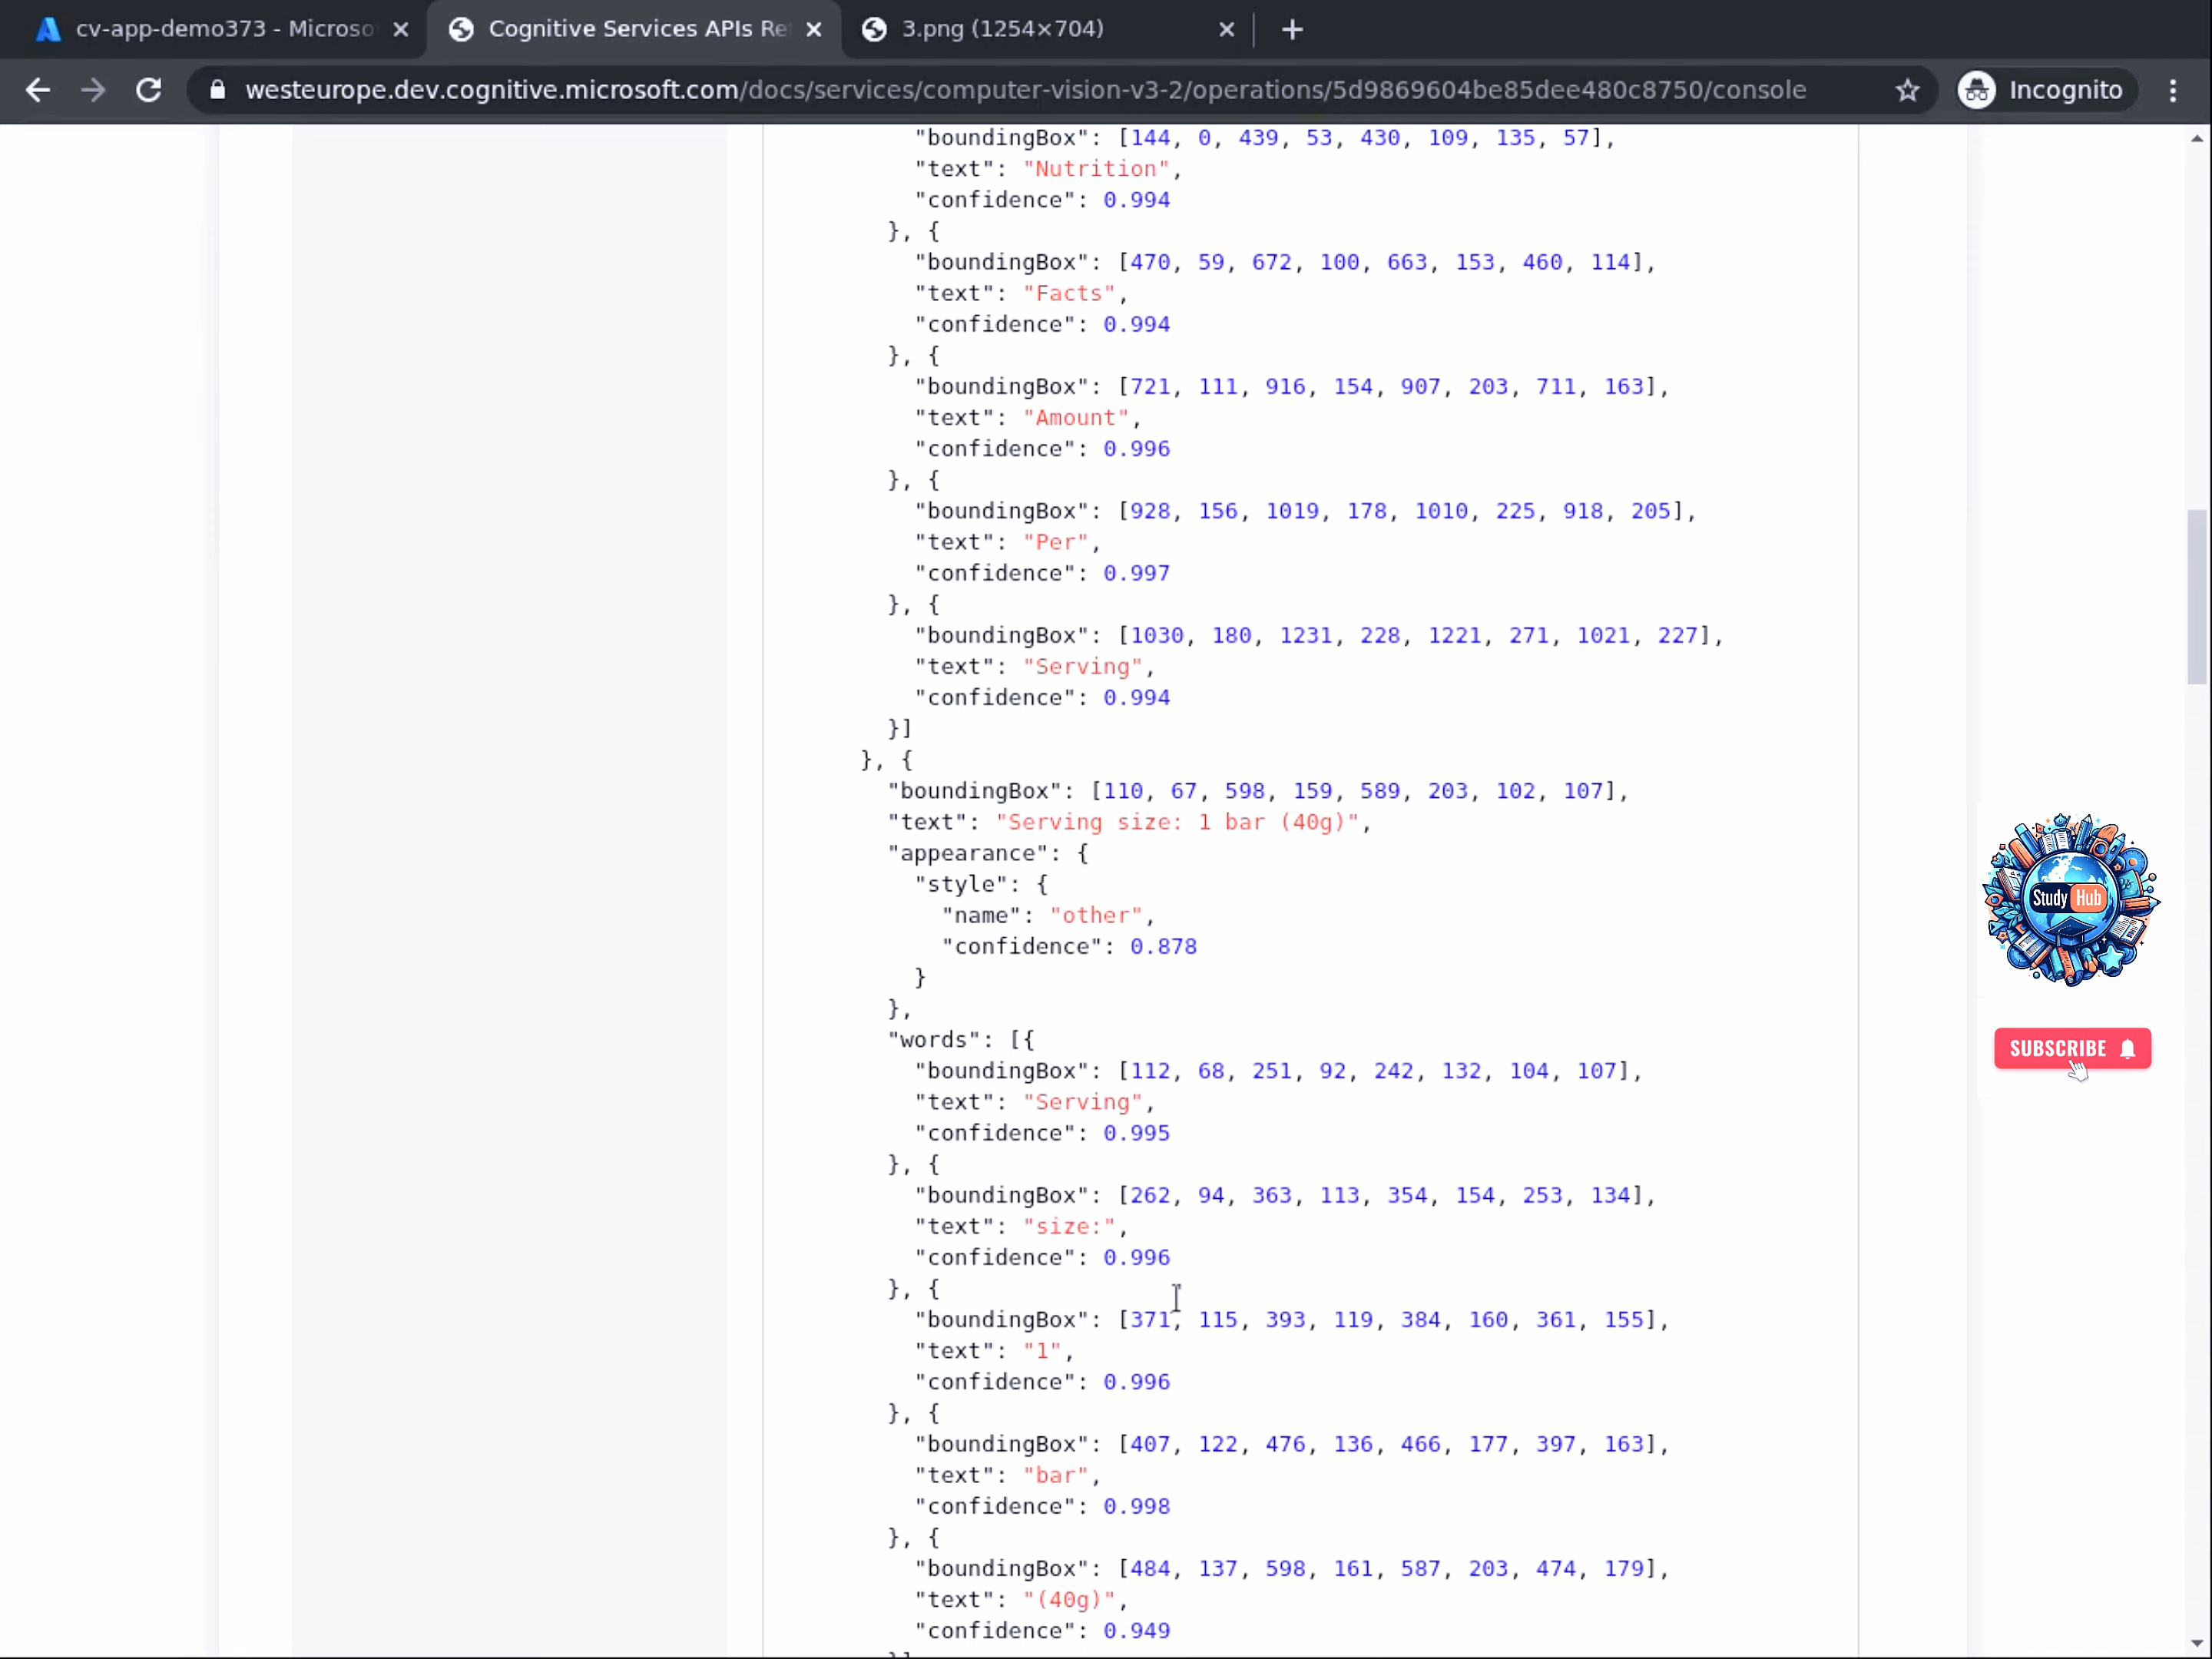 cv-app-demo373 - Microso
Cognitive Services APIs Re
3.png (1254×704)
westeurope.dev.cognitive.microsoft.com/docs/services/computer-vision-v3-2/operations/5d9869604be85dee480c8750/console
Incognito
"boundingBox": [144, 0, 439, 53, 430, 109, 135, 57],
"text": "Nutrition",
"confidence": 0.994
}, {
"boundingBox": [470, 59, 672, 100, 663, 153, 460, 114],
"text": "Facts",
"confidence": 0.994
}, {
"boundingBox": [721, 111, 916, 154, 907, 203, 711, 163],
"text": "Amount",
"confidence": 0.996
}, {
"boundingBox": [928, 156, 1019, 178, 1010, 225, 918, 205],
"text": "Per",
"confidence": 0.997
}, {
"boundingBox": [1030, 180, 1231, 228, 1221, 271, 1021, 227],
"text": "Serving",
"confidence": 0.994
}]
}, {
"boundingBox": [110, 67, 598, 159, 589, 203, 102, 107],
"text": "Serving size: 1 bar (40g)",
"appearance": {
"style": {
"name": "other",
"confidence": 0.878
}
},
"words": [{
"boundingBox": [112, 68, 251, 92, 242, 132, 104, 107],
"text": "Serving",
"confidence": 0.995
}, {
"boundingBox": [262, 94, 363, 113, 354, 154, 253, 134],
"text": "size:",
"confidence": 0.996
}, {
"boundingBox": [371, 115, 393, 119, 384, 160, 361, 155],
"text": "1",
"confidence": 0.996
}, {
"boundingBox": [407, 122, 476, 136, 466, 177, 397, 163],
"text": "bar",
"confidence": 0.998
}, {
"boundingBox": [484, 137, 598, 161, 587, 203, 474, 179],
"text": "(40g)",
"confidence": 0.949
Study Hub
SUBSCRIBE